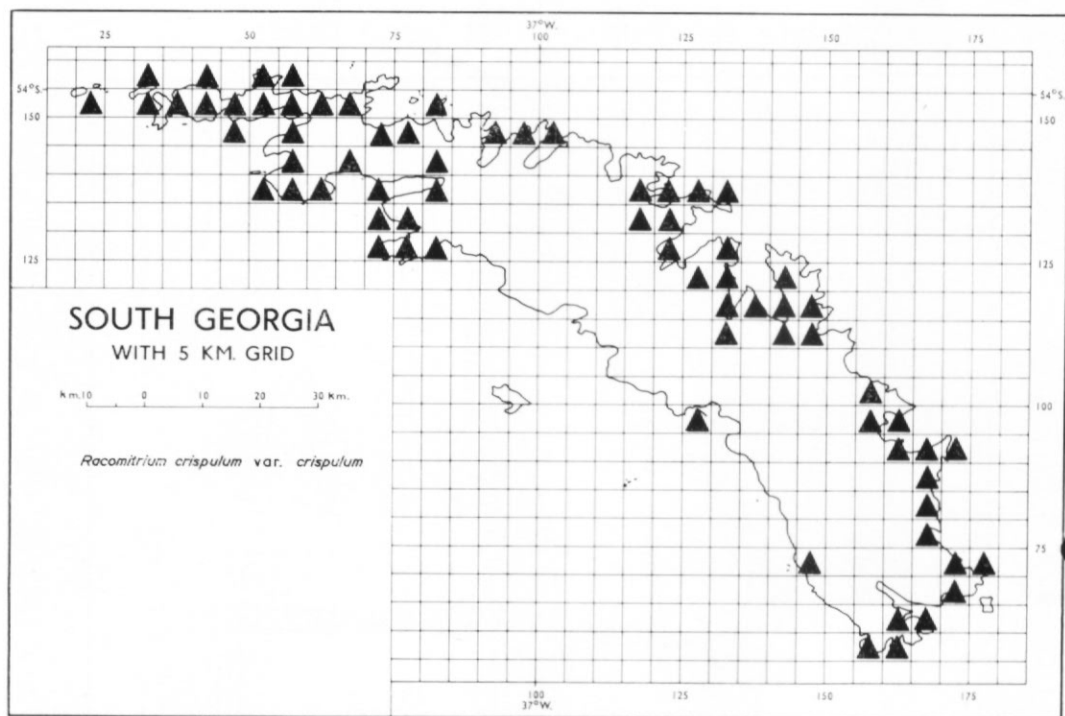 37°W.
25 50 75 100 125 150 175
54°S. 54°S.
150 150
125 125
SOUTH GEORGIA
WITH 5 KM. GRID
km.10 0 10 20 30 Km.
100
Racomitrium crispulum var. crispulum
75
100 125 150 175
37°W.